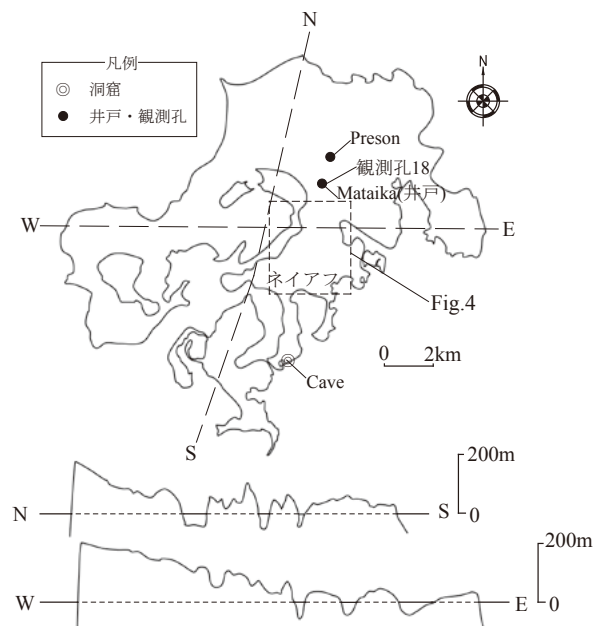 N
凡例
洞窟
井戸・観測孔
N
Preson
観測孔18
Mataika(井戸)
W
E
ネイアフ
Fig.4
0 2km
Cave
S
200m
N
S
0
200m
W
E
0